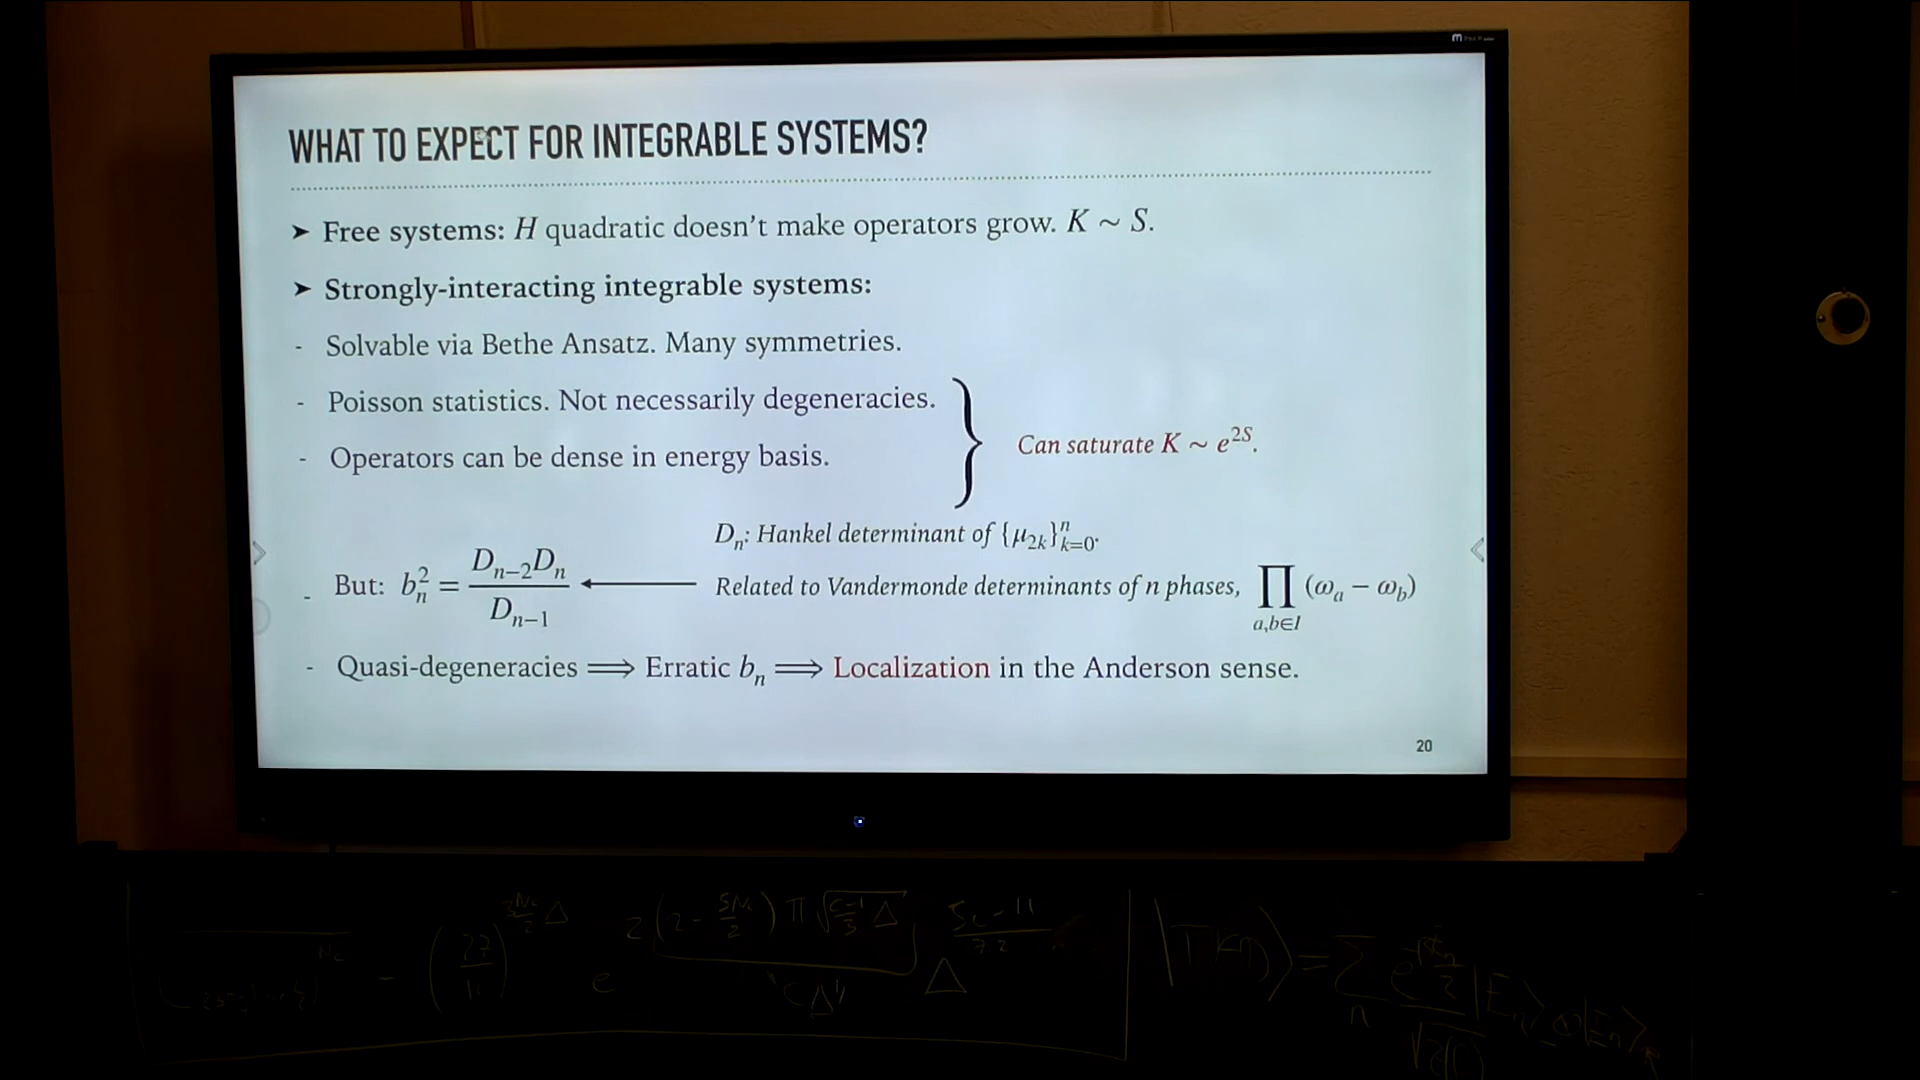 WHAT TO EXPECT FOR INTEGRABLE SYSTEMS?
➤ Free systems: H quadratic doesn't make operators grow. K ∼ S.
➤ Strongly-interacting integrable systems:
- Solvable via Bethe Ansatz. Many symmetries.
- Poisson statistics. Not necessarily degeneracies.
- Operators can be dense in energy basis.
Can saturate K ∼ e^{2S}.
D_n: Hankel determinant of {μ_{2k}}_{k=0}^n.
- But: b_n^2 = D_{n−2}D_n / D_{n−1} ⟵ Related to Vandermonde determinants of n phases, ∏_{a,b∈I} (ω_a − ω_b)
- Quasi-degeneracies ⟹ Erratic b_n ⟹ Localization in the Anderson sense.
20